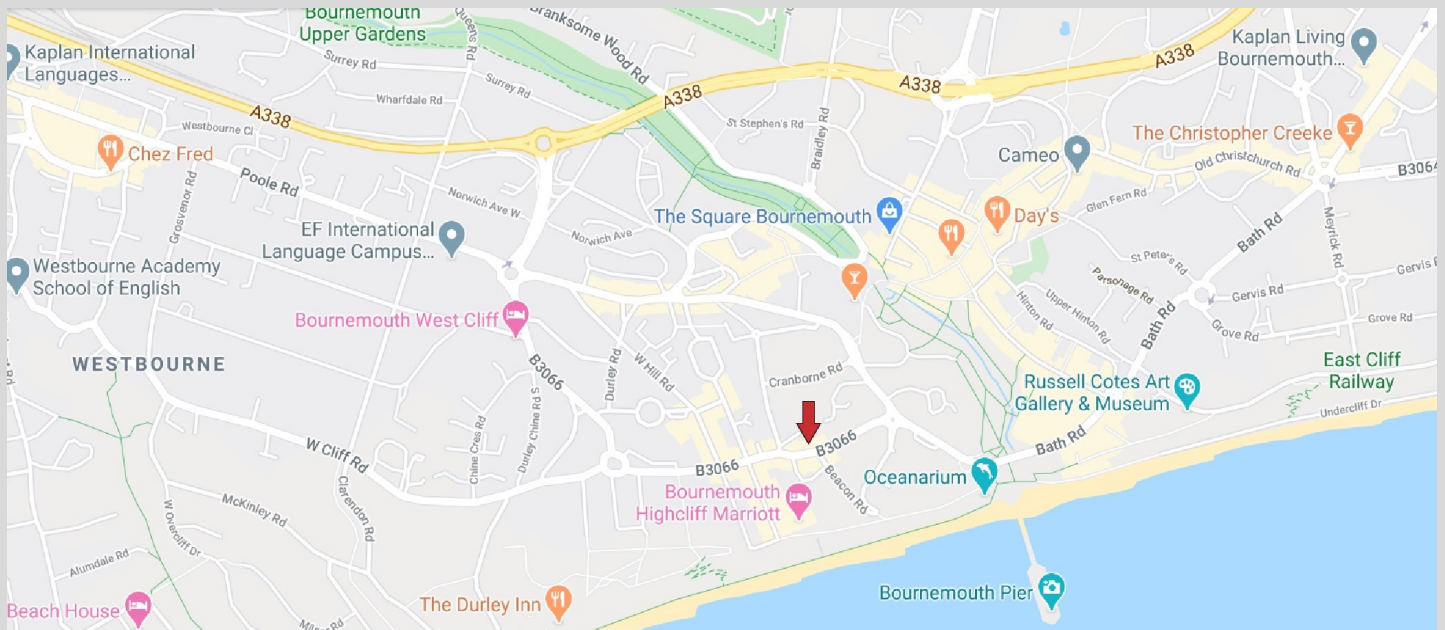 Bournemouth
Upper Gardens
Queens Rd
Branksome Wood Rd
Kaplan International
Languages...
Surrey Rd
Surrey Rd
Wharfdale Rd
A338
A338
A338
A338
Kaplan Living
Bournemouth...
St Stephen's Rd
Braidley Rd
Westbourne Cl
Chez Fred
Poole Rd
Grosvenor Rd
The Christopher Creeke
Cameo
Old Christchurch Rd
B3064
Glen Fern Rd
Meyrick Rd
Norwich Ave W
Norwich Ave
EF International
Language Campus...
The Square Bournemouth
Day's
Bath Rd
St Peter's Rd
Parsonage Rd
Westbourne Academy
School of English
Hinton Rd
Upper Hinton Rd
Gervis Rd
Gervis R
Grove Rd
Grove Rd
Bath Rd
Bournemouth West Cliff
WESTBOURNE
B3066
Durley Rd
W Hill Rd
Cranborne Rd
East Cliff
Railway
Russell Cotes Art
Gallery & Museum
Undercliff Dr
Durley Chine Rd S
Chine Cres Rd
W Cliff Rd
B3066
B3066
Bath Rd
Beacon Rd
Oceanarium
Bournemouth
Highcliff Marriott
Clarendon Rd
McKinley Rd
W Overcliff Dr
Alumdale Rd
Beach House
The Durley Inn
Bournemouth Pier